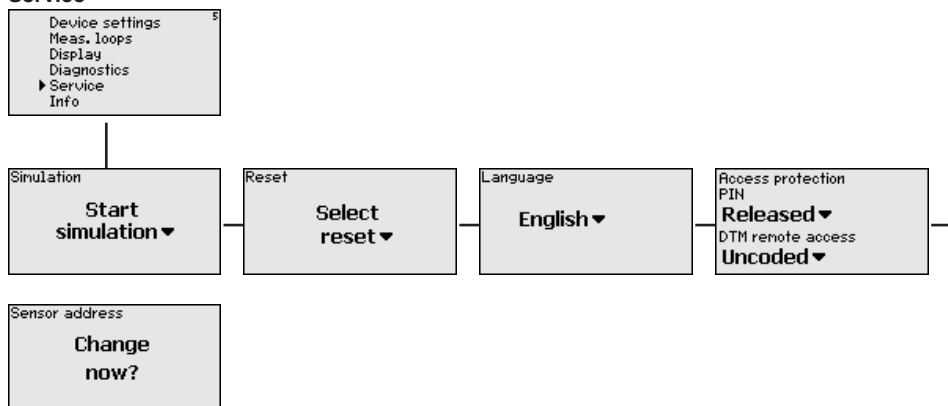 Service
Device settings
5
Meas. loops
Display
Diagnostics
Service
Info
Simulation
Start
simulation
Reset
Select
reset
Language
English
Access protection
PIN
Released
DTM remote access
Uncoded
Sensor address
Change
now?